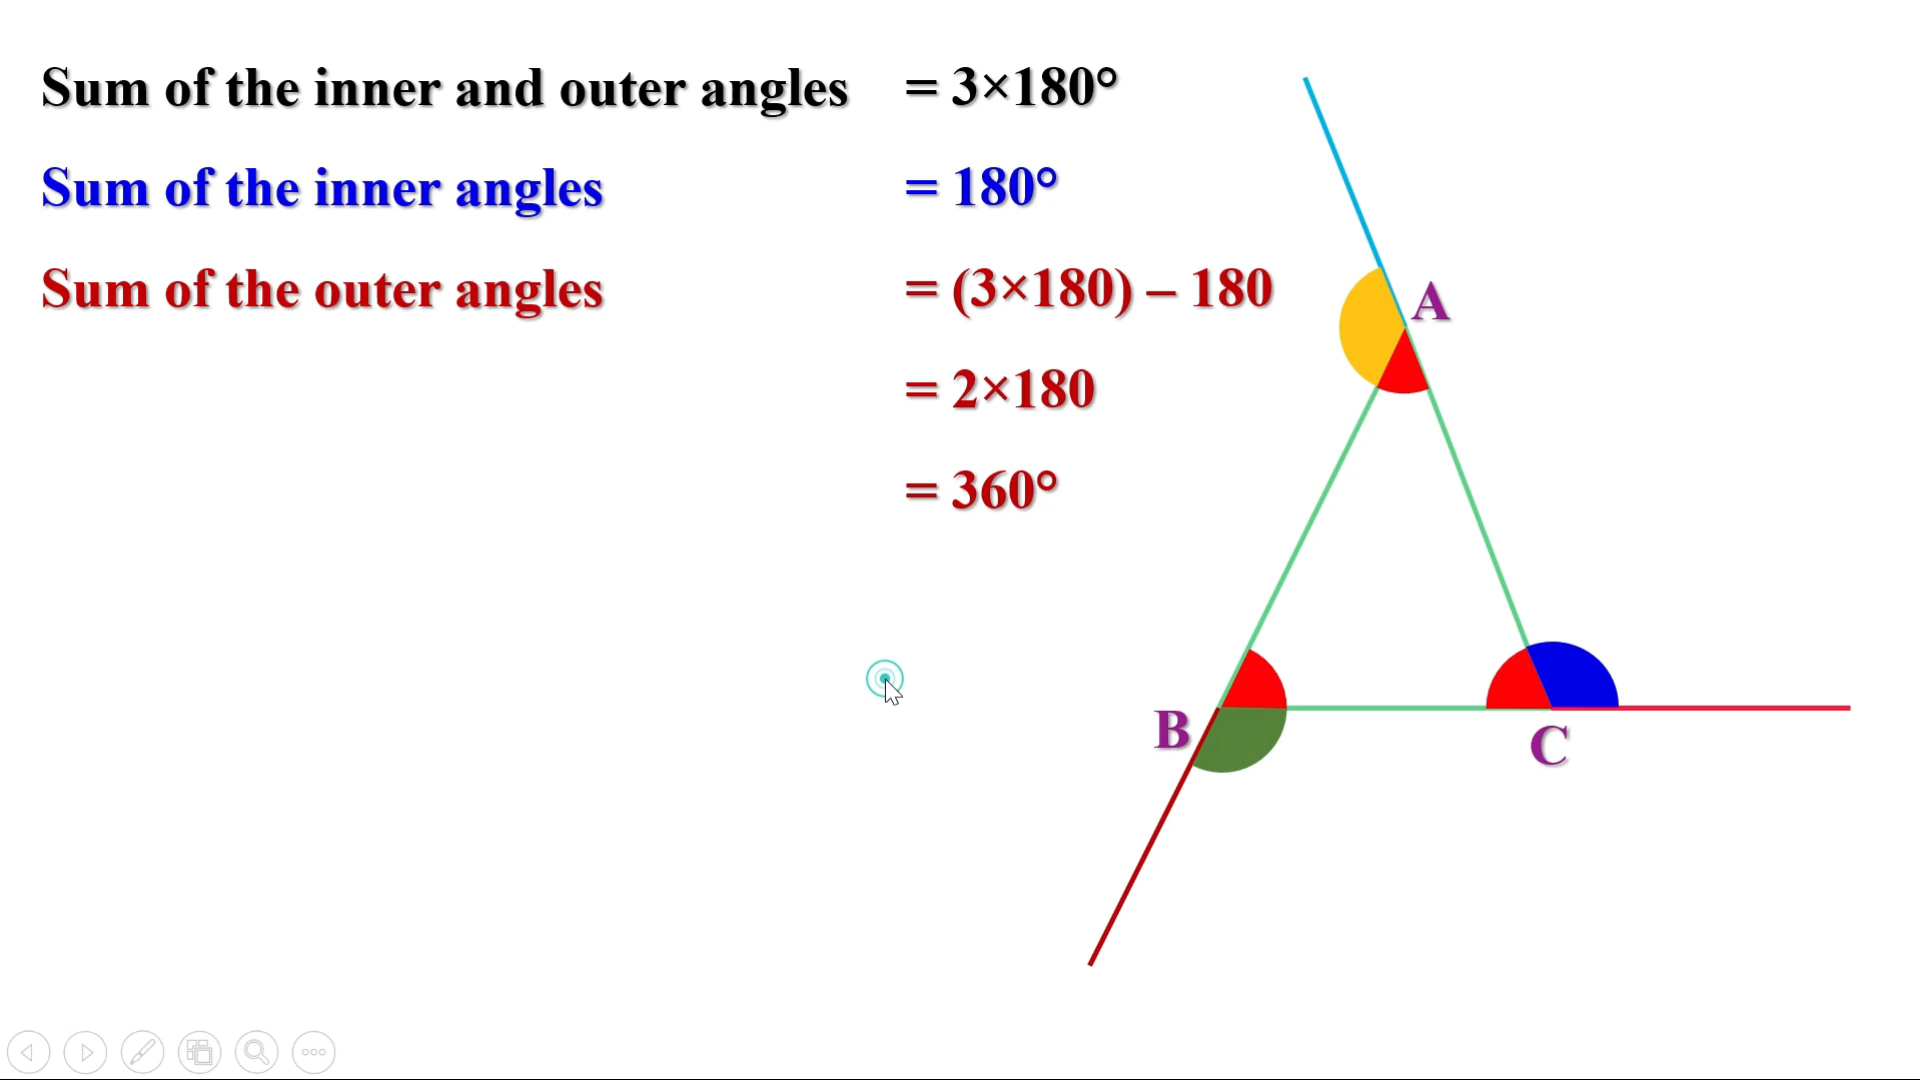 Sum of the inner and outer angles = 3×180°
Sum of the inner angles = 180°
Sum of the outer angles = (3×180) – 180
= 2×180
= 360°
A
B
C